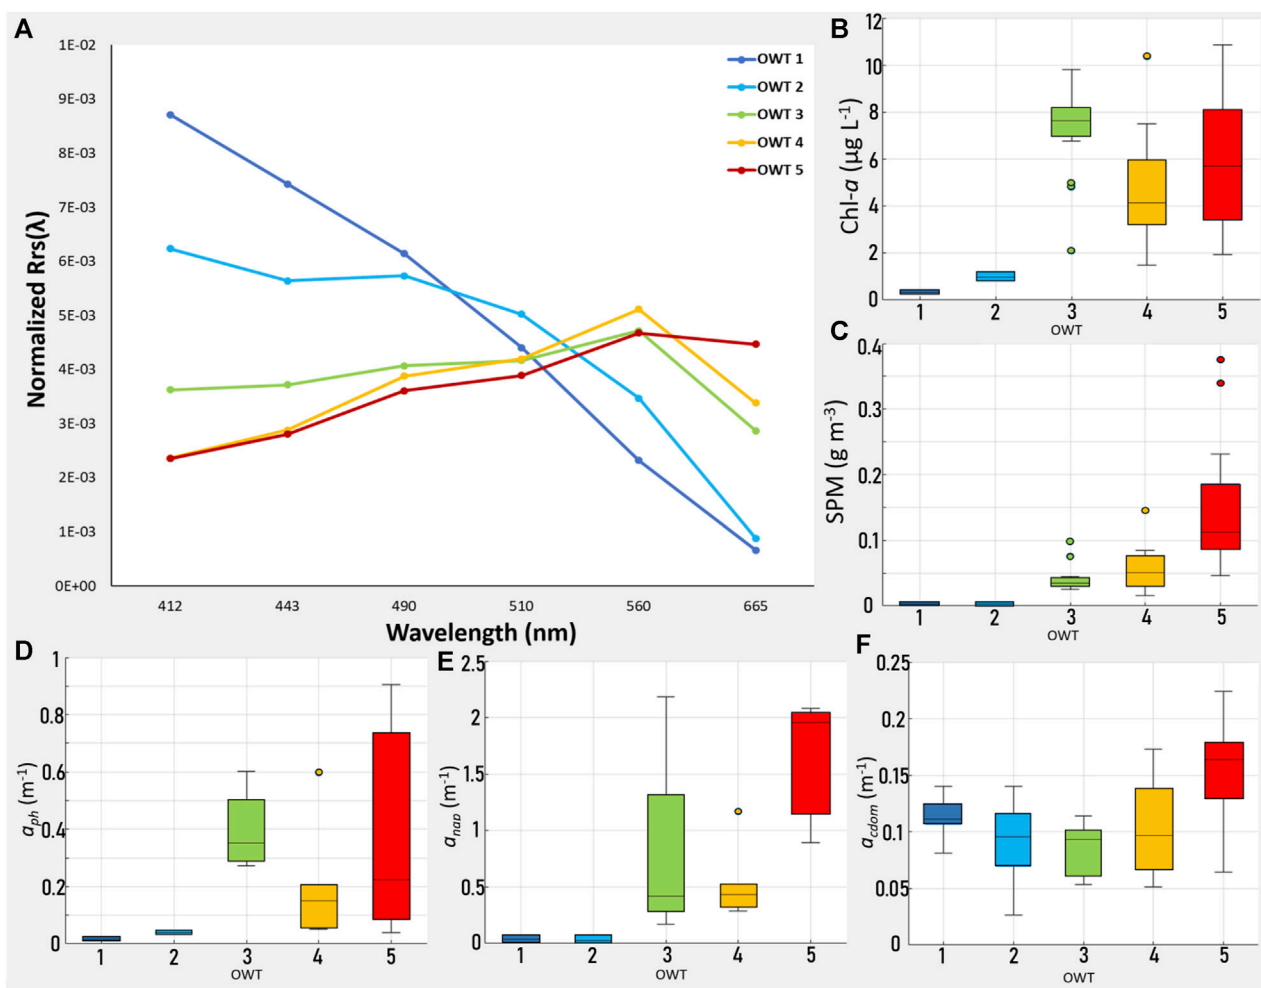 A
1E-02
9E-03
8E-03
7E-03
6E-03
5E-03
4E-03
3E-03
2E-03
1E-03
0E+00
Normalized Rrs(λ)
412 443 490 510 560 665
Wavelength (nm)
OWT 1
OWT 2
OWT 3
OWT 4
OWT 5
B
12
10
8
6
4
2
0
Chl-a (µg L-1)
1 2 3 4 5
OWT
C
0.4
0.3
0.2
0.1
0
SPM (g m-3)
1 2 3 4 5
OWT
D
1
0.8
0.6
0.4
0.2
0
aph (m-1)
1 2 3 4 5
OWT
E
2.5
2
1.5
1
0.5
0
anap (m-1)
1 2 3 4 5
OWT
F
0.25
0.2
0.15
0.1
0.05
0
acdom (m-1)
1 2 3 4 5
OWT